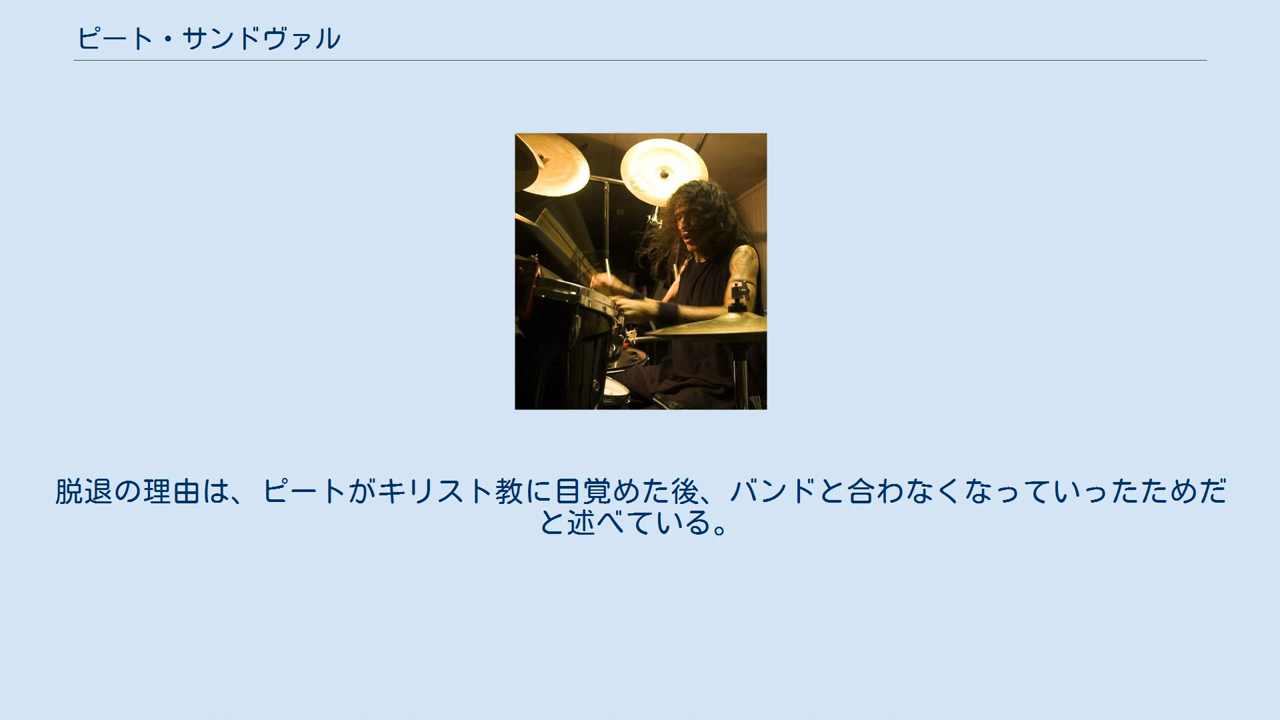 ピート・サンドヴァル
脱退の理由は、ピートがキリスト教に目覚めた後、バンドと合わなくなっていったためだ
と述べている。